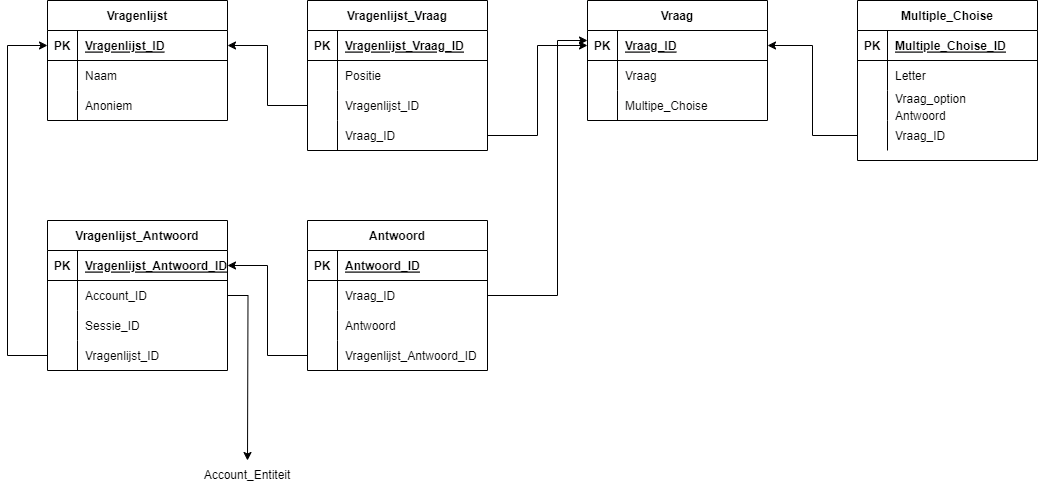 Vragenlijst
PK Vragenlijst_ID
Naam
Anoniem
Vragenlijst_Vraag
PK Vragenlijst_Vraag_ID
Positie
Vragenlijst_ID
Vraag_ID
Vraag
PK Vraag_ID
Vraag
Multipe_Choise
Multiple_Choise
PK Multiple_Choise_ID
Letter
Vraag_option
Antwoord
Vraag_ID
Vragenlijst_Antwoord
PK Vragenlijst_Antwoord_ID
Account_ID
Sessie_ID
Vragenlijst_ID
Antwoord
PK Antwoord_ID
Vraag_ID
Antwoord
Vragenlijst_Antwoord_ID
Account_Entiteit